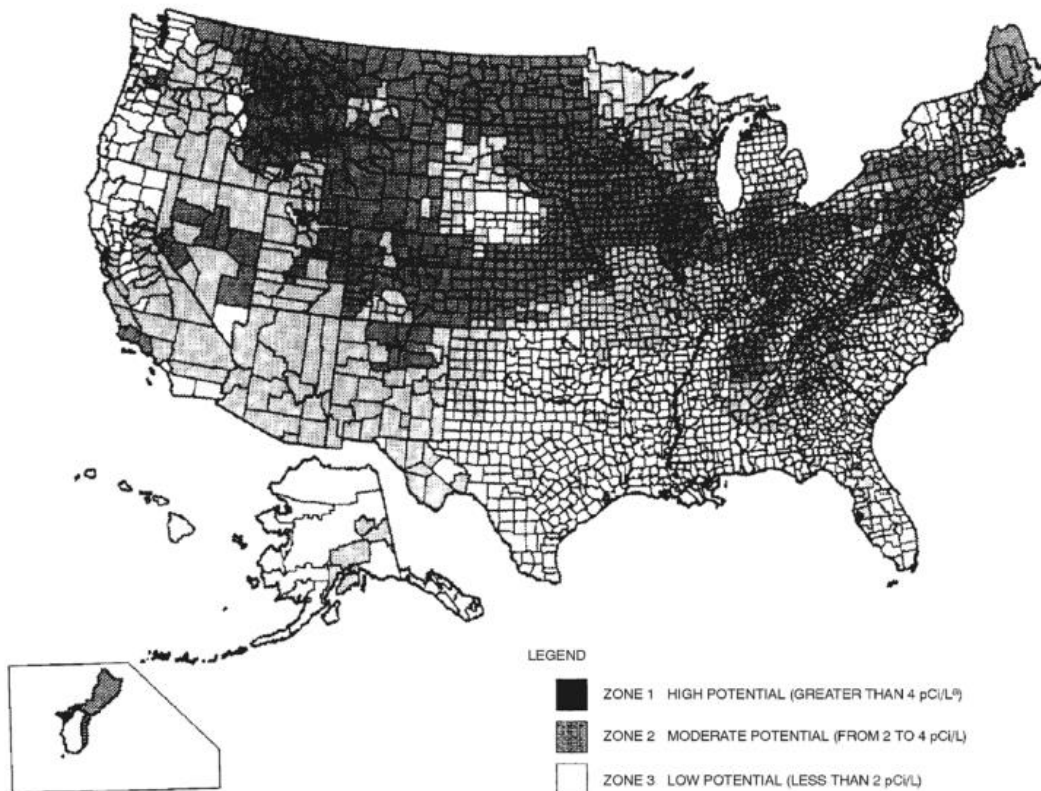 LEGEND
ZONE 1 HIGH POTENTIAL (GREATER THAN 4 pCi/L@)
ZONE 2 MODERATE POTENTIAL (FROM 2 TO 4 pCi/L)
ZONE 3 LOW POTENTIAL (LESS THAN 2 pCi/L)